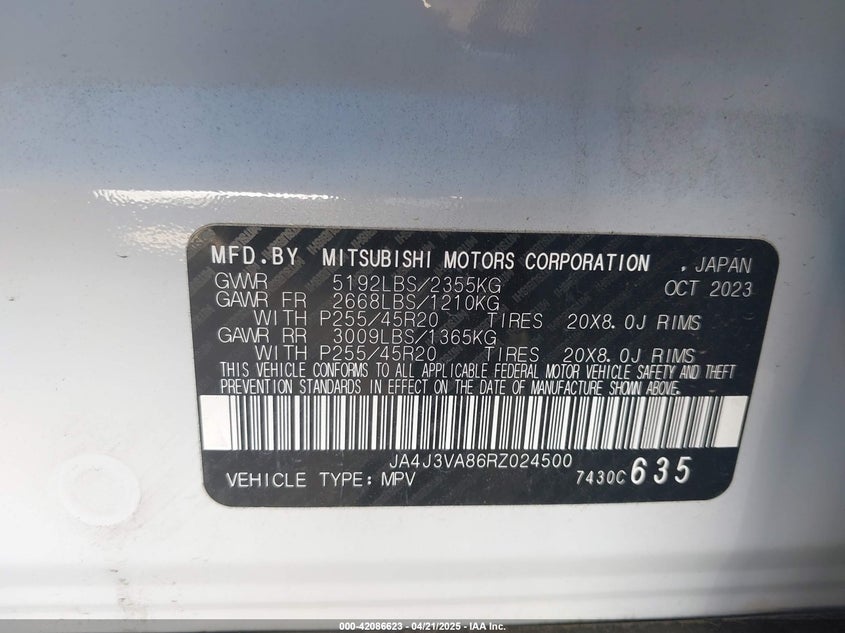 MFD.BY MITSUBISHI MOTORS CORPORATION .JAPAN
GVWR 5192LBS/2355KG OCT 2023
GAWR FR 2668LBS/1210KG
WITH P255/45R20 TIRES 20X8.0J RIMS
GAWR RR 3009LBS/1365KG
WITH P255/45R20 TIRES 20X8.0J RIMS
THIS VEHICLE CONFORMS TO ALL APPLICABLE FEDERAL MOTOR VEHICLE SAFETY AND THEFT
PREVENTION STANDARDS IN EFFECT ON THE DATE OF MANUFACTURE SHOWN ABOVE.
JA4J3VA86RZ024500
VEHICLE TYPE: MPV 7430C 635
000-42086623 - 04/21/2025 - IAA Inc.